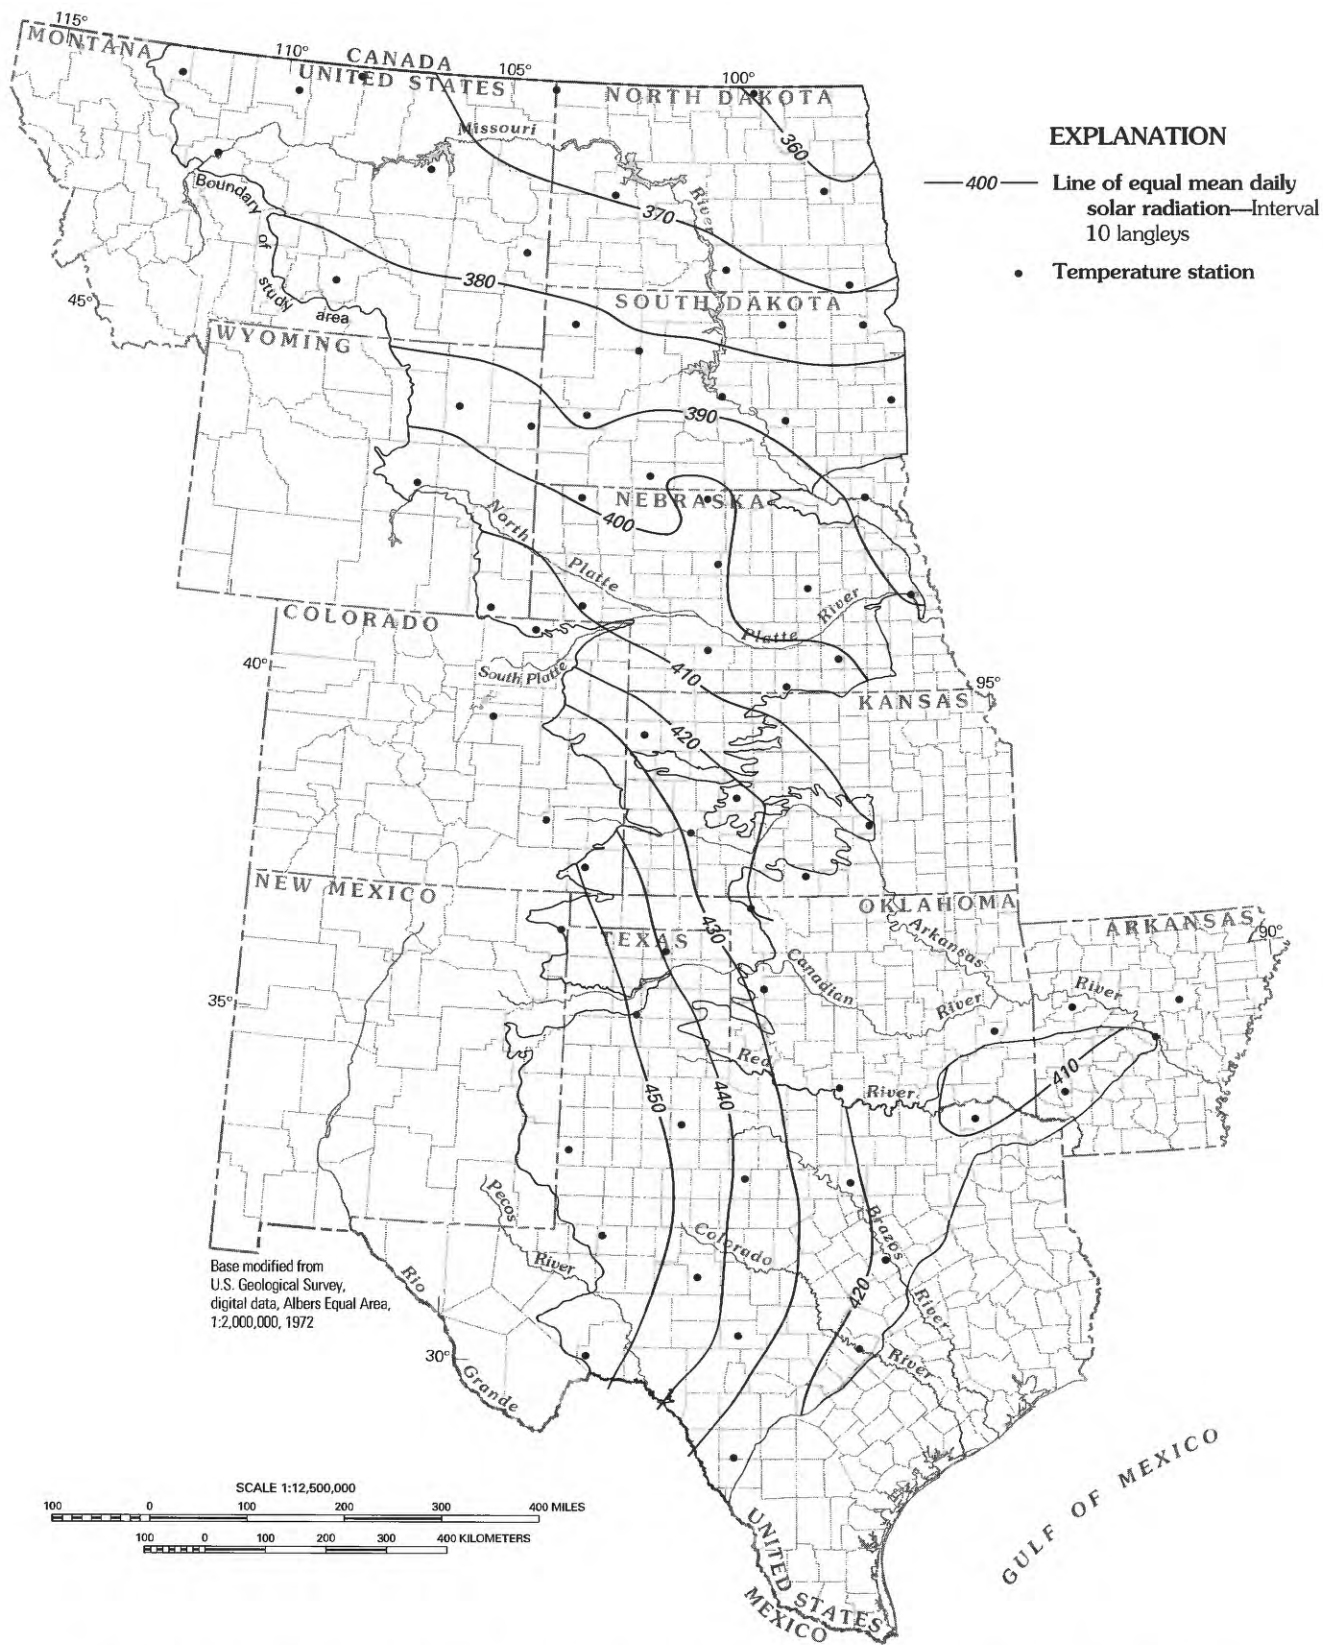 115°
MONTANA
110°
CANADA
UNITED STATES
105°
100°
NORTH DAKOTA
Missouri
River
360
Boundary
of
study
area
370
380
45°
SOUTH DAKOTA
WYOMING
390
NEBRASKA
400
North
Platte
River
Platte
COLORADO
40°
South Platte
410
95°
KANSAS
420
NEW MEXICO
OKLAHOMA
430
TEXAS
ARKANSAS
90°
Arkansas
River
Canadian
River
35°
Red
River
410
450
440
Pecos
River
Colorado
River
Brazos
River
420
Rio
Grande
30°
Base modified from
U.S. Geological Survey,
digital data, Albers Equal Area,
1:2,000,000, 1972
GULF OF MEXICO
UNITED STATES
MEXICO
SCALE 1:12,500,000
100 0 100 200 300 400 MILES
100 0 100 200 300 400 KILOMETERS
EXPLANATION
400 Line of equal mean daily
solar radiation—Interval
10 langleys
Temperature station